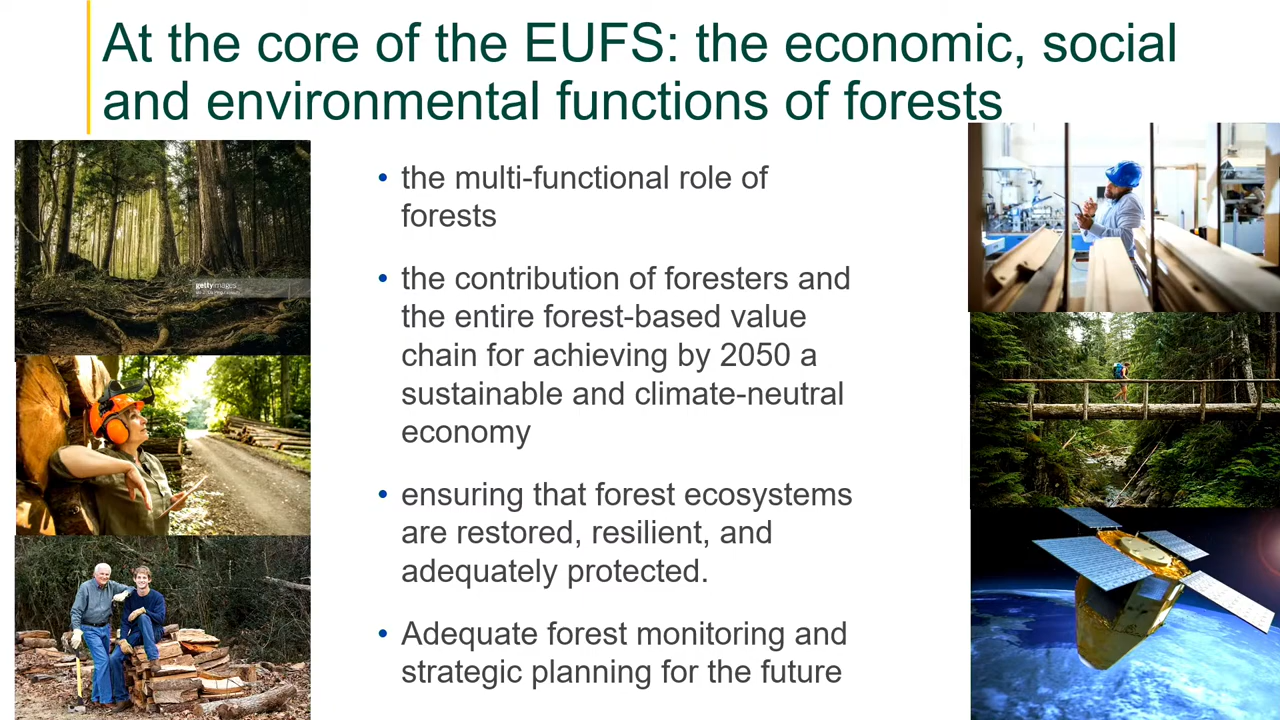 At the core of the EUFS: the economic, social
and environmental functions of forests
• the multi-functional role of
forests
• the contribution of foresters and
the entire forest-based value
chain for achieving by 2050 a
sustainable and climate-neutral
economy
• ensuring that forest ecosystems
are restored, resilient, and
adequately protected.
• Adequate forest monitoring and
strategic planning for the future
gettyimages